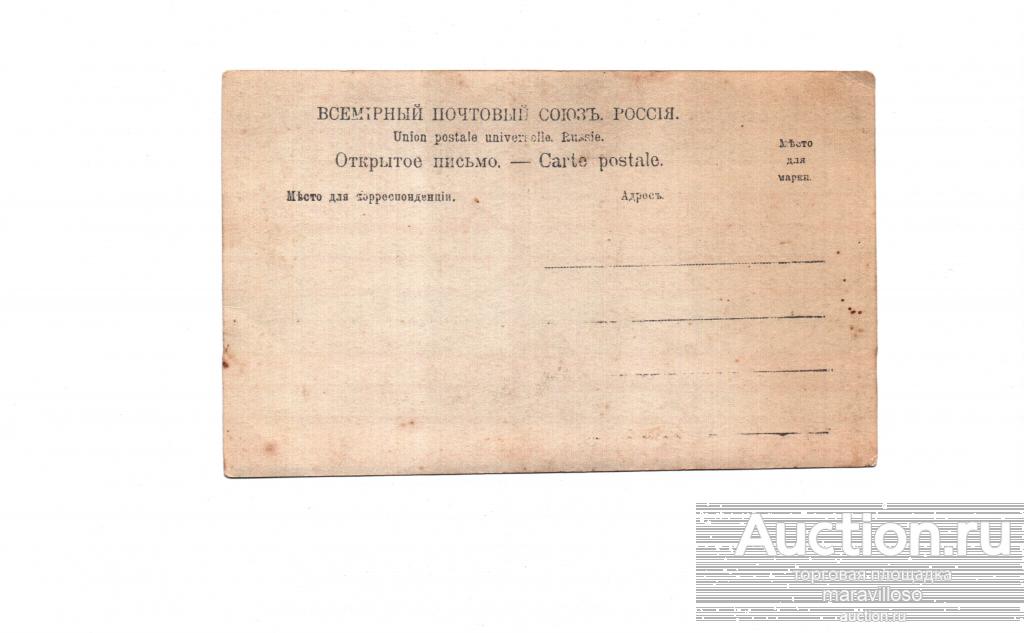 ВСЕМІРНЫЙ ПОЧТОВЫЙ СОЮЗЪ. РОССІЯ.
Union postale universelle. Russie.
Открытое письмо. — Carte postale.
Мѣсто
для
марки.
Мѣсто для корреспонденціи.
Адресъ.
Auction.ru
торговая площадка
maravilloso
auction.ru